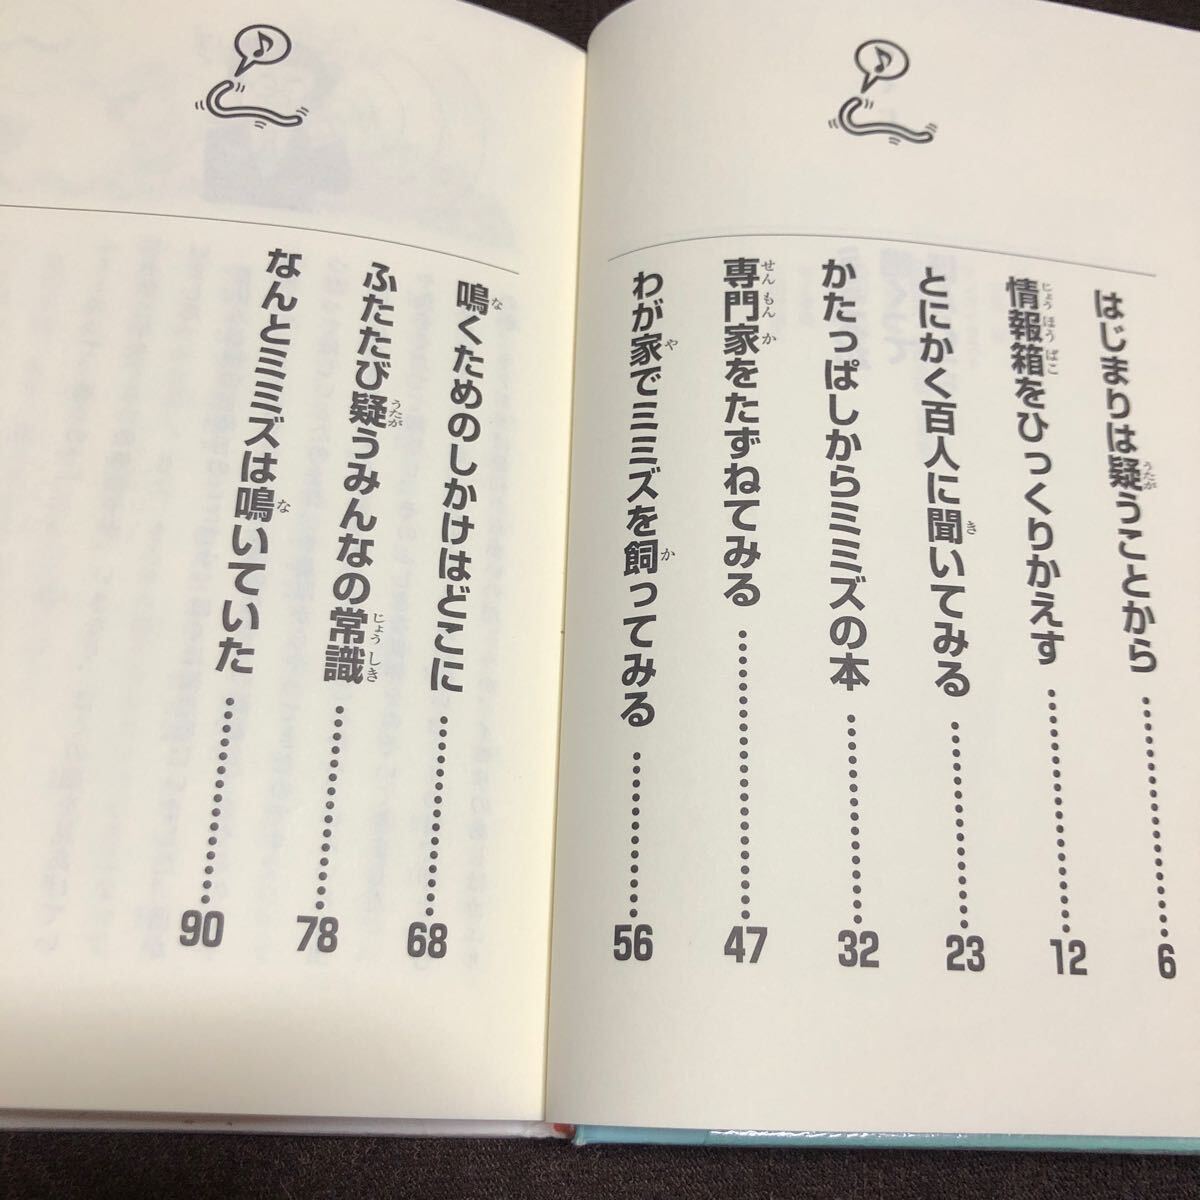 はじまりは疑うことから……………6
情報箱をひっくりかえす……………12
とにかく百人に聞いてみる……………23
かたっぱしからミミズの本……………32
専門家をたずねてみる……………47
わが家でミミズを飼ってみる……………56
鳴くためのしかけはどこに……………68
ふたたび疑うみんなの常識……………78
なんとミミズは鳴いていた……………90